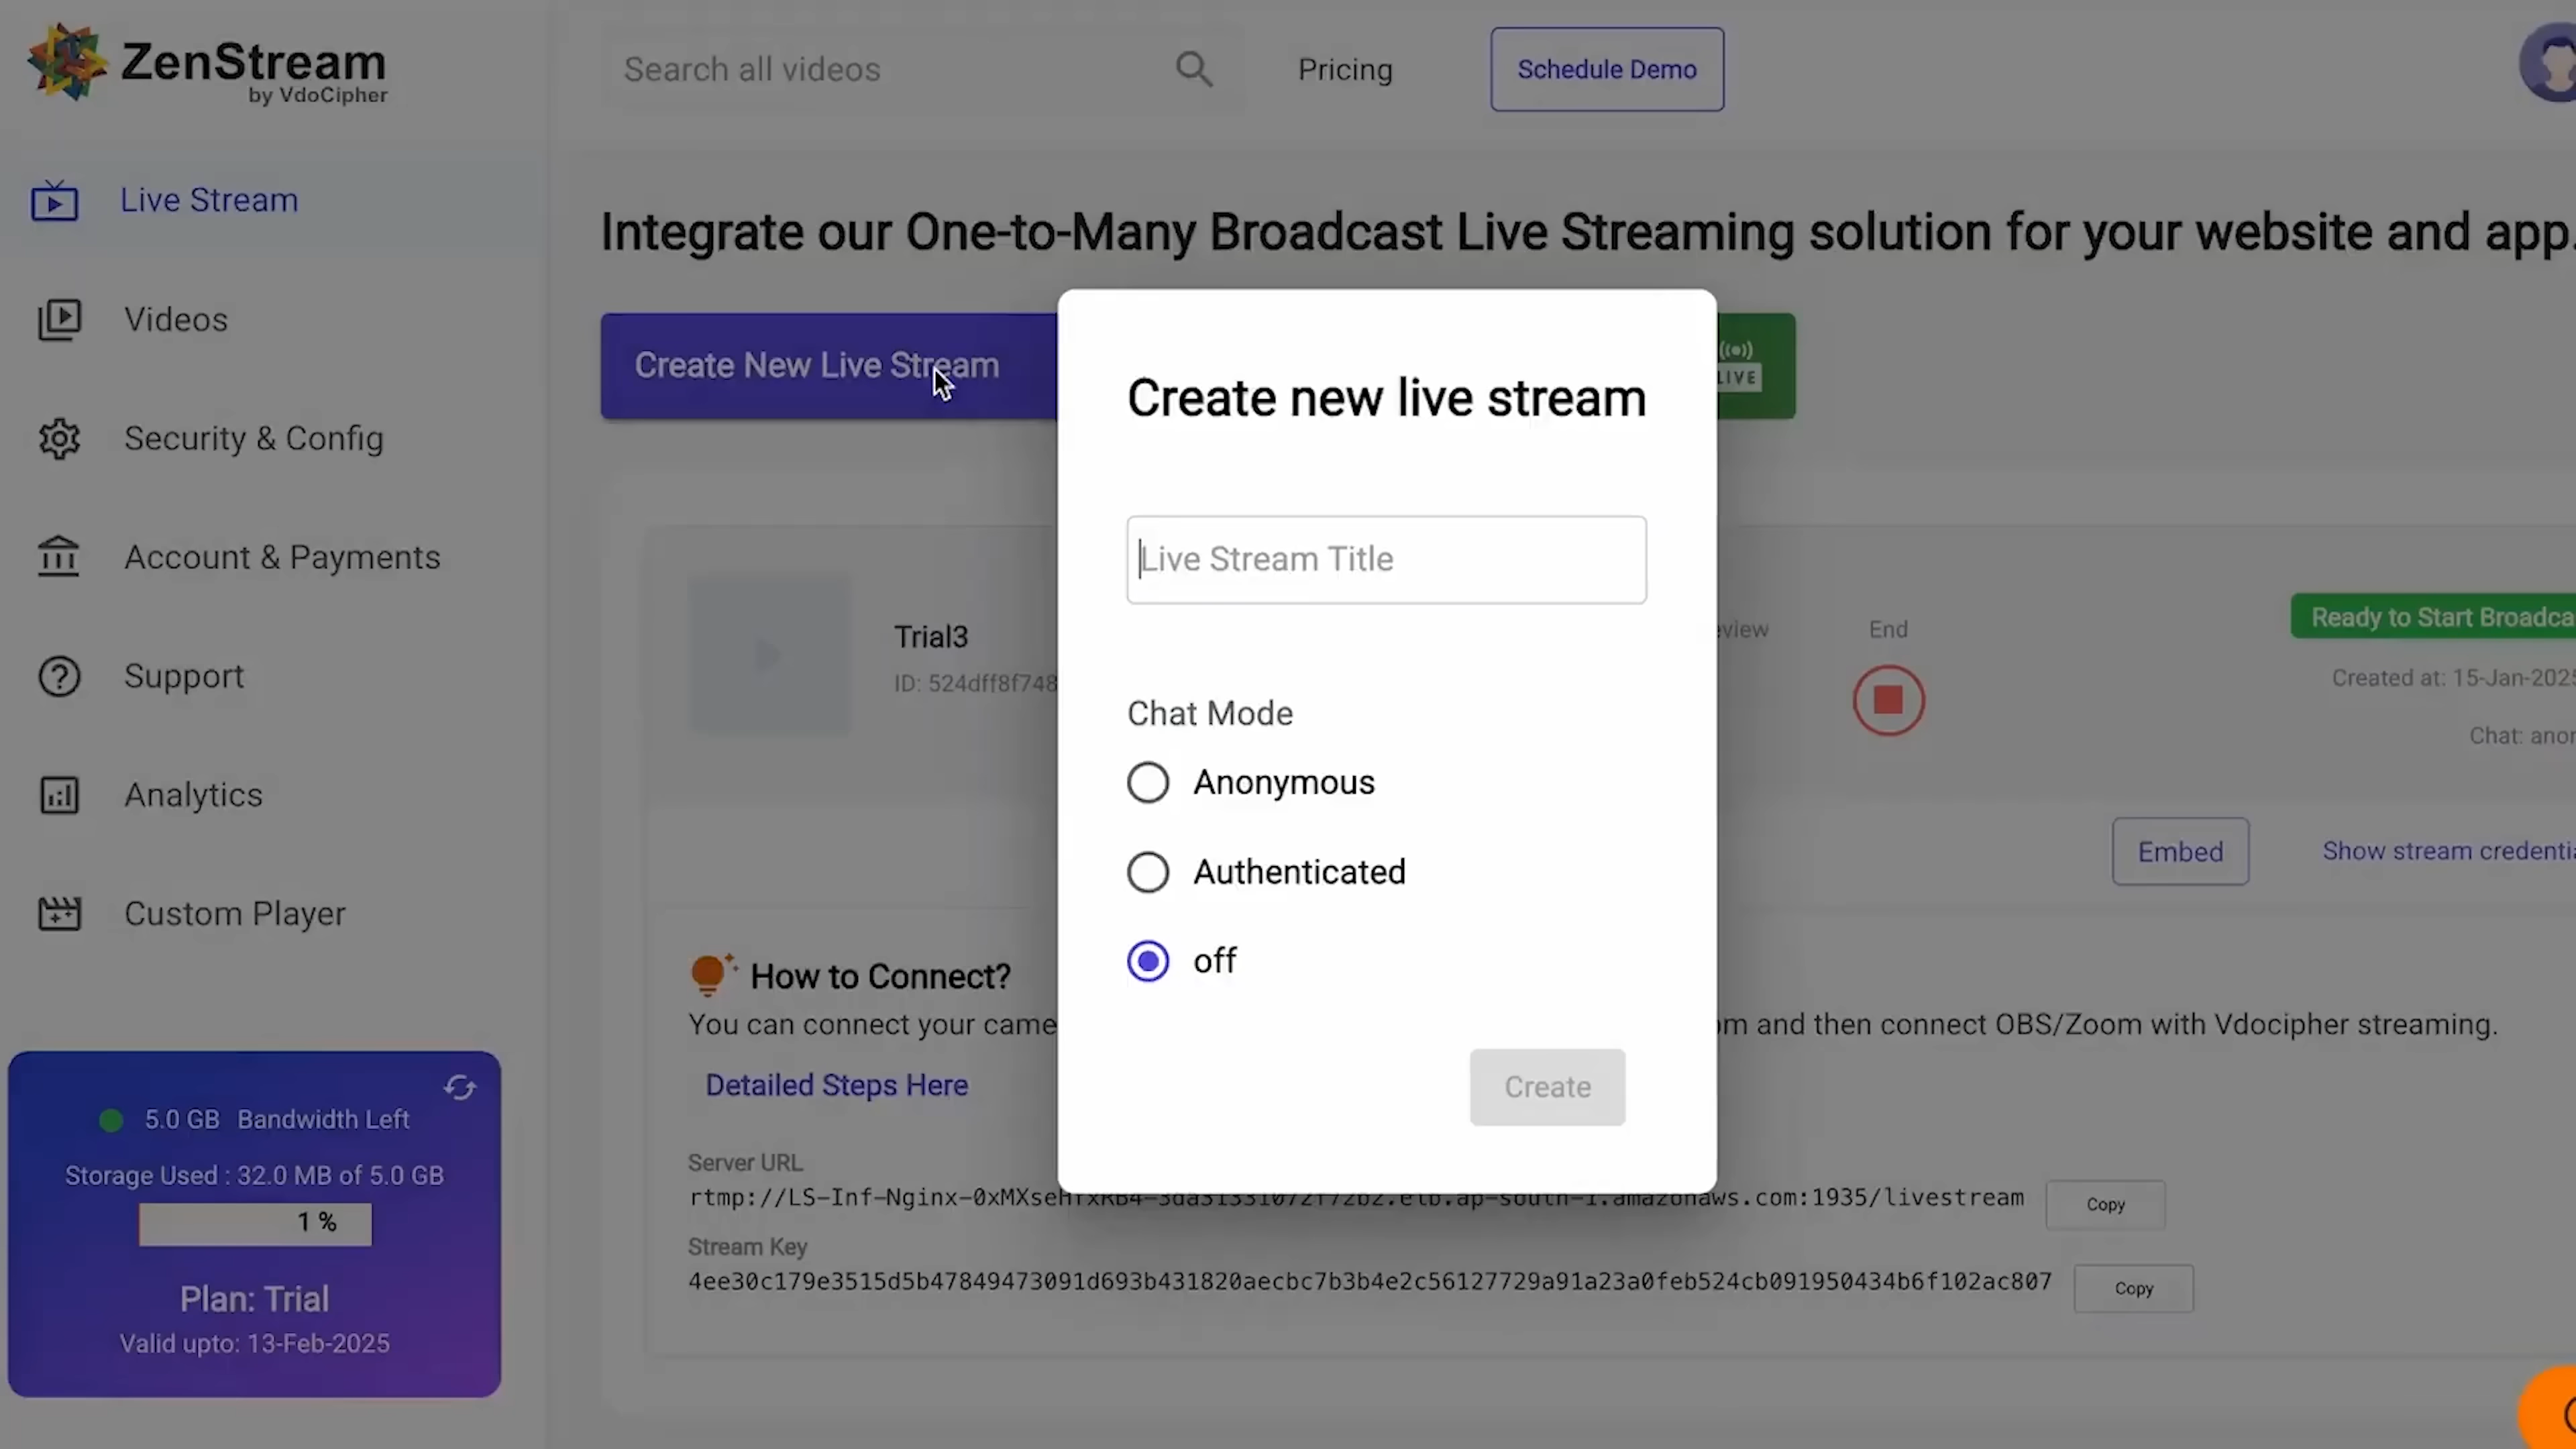 ZenStream
by VdoCipher
Search all videos
Pricing
Schedule Demo
Live Stream
Videos
Security & Config
Account & Payments
Support
Analytics
Custom Player
5.0 GB Bandwidth Left
Storage Used : 32.0 MB of 5.0 GB
1 %
Plan: Trial
Valid upto: 13-Feb-2025
Integrate our One-to-Many Broadcast Live Streaming solution for your website and app.
Create New Live Stream
LIVE
Create new live stream
Live Stream Title
Chat Mode
Anonymous
Authenticated
off
Create
Trial3
ID: 524dff8f748
End
Ready to Start
Created at: 15-Jan-2025
Chat:
Embed
Show stream
How to Connect?
You can connect your
and then connect OBS/Zoom with Vdocipher streaming.
Detailed Steps Here
Server URL
.amazonaws.com:1935/livestream
Copy
Stream Key
4ee30c179e3515d5b47849473091d693b431820aecbc7b3b4e2c56127729a91a23a0feb524cb091950434b6f102ac807
Copy